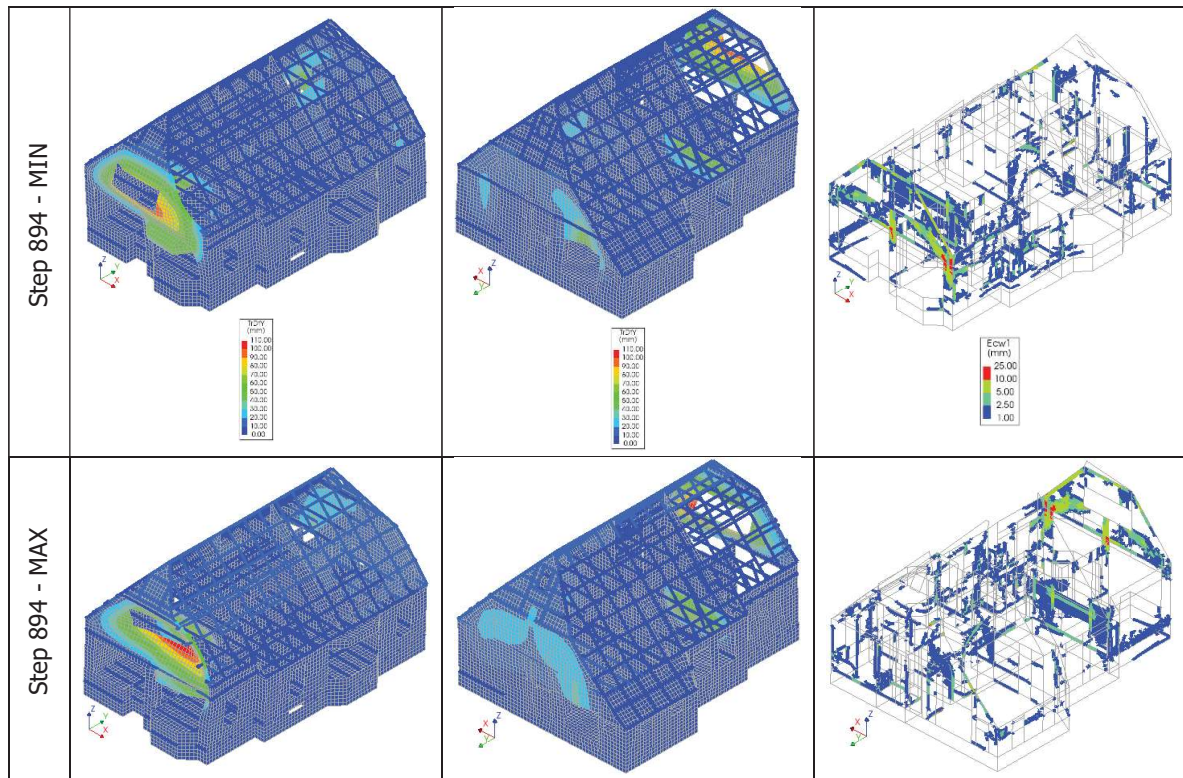 Step 894 - MIN
Z
Y
X
TrDtY
(mm)
110.00
100.00
90.00
80.00
70.00
60.00
50.00
40.00
30.00
20.00
10.00
0.00
Z
X
Y
TrDtY
(mm)
110.00
100.00
90.00
80.00
70.00
60.00
50.00
40.00
30.00
20.00
10.00
0.00
Z
Y
X
Ecw1
(mm)
25.00
10.00
5.00
2.50
1.00
Step 894 - MAX
Z
Y
X
Z
X
Y
Z
X
Y